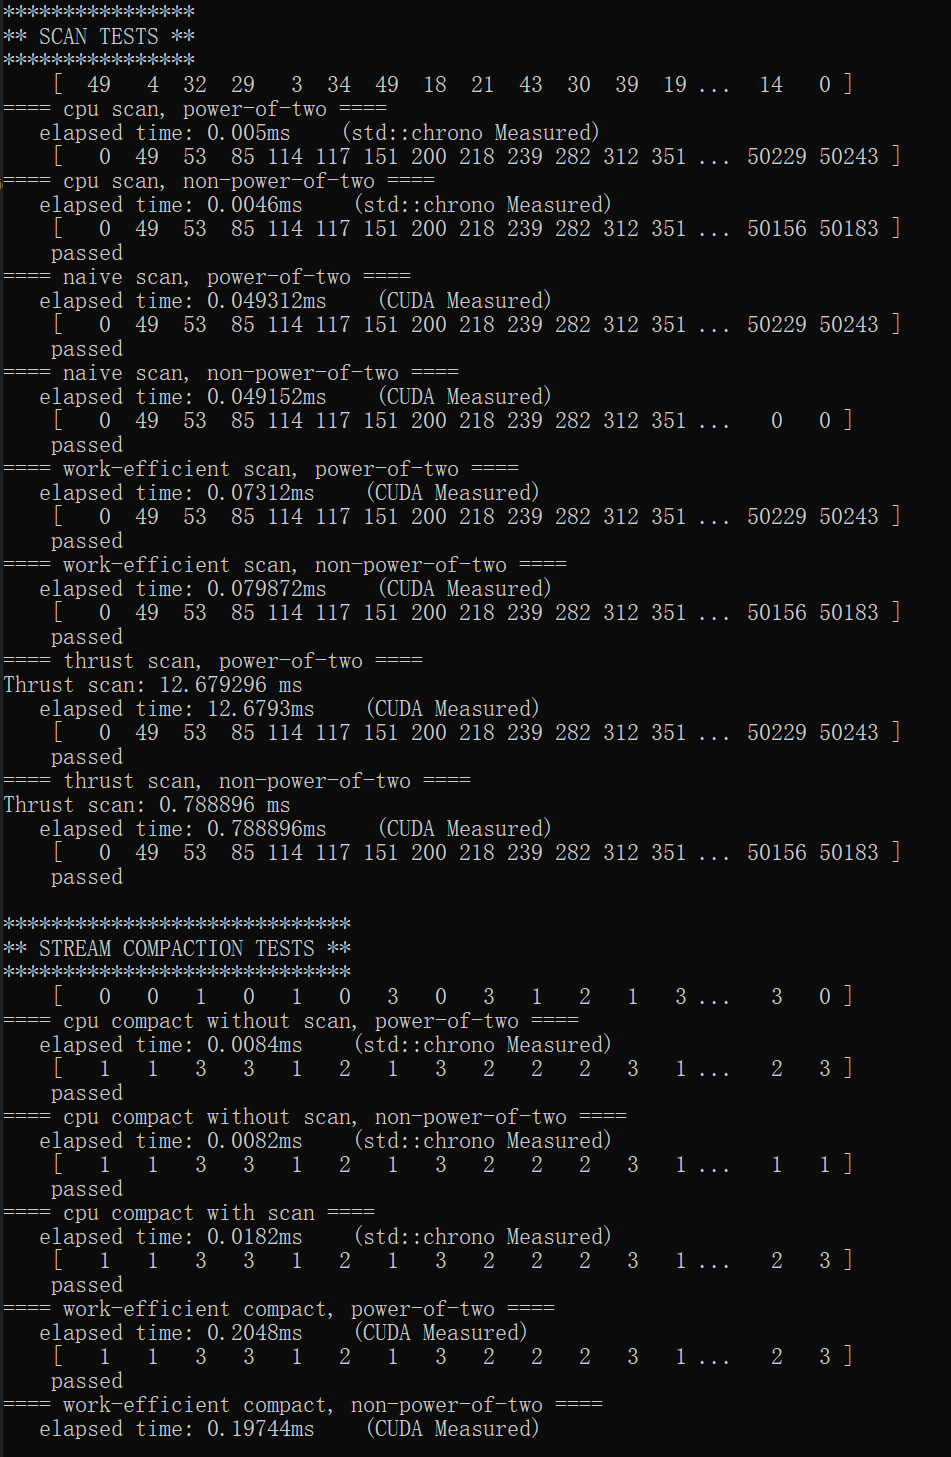 ****************
** SCAN TESTS **
****************
    [  49   4  32  29   3  34  49  18  21  43  30  39  19 ...  14   0 ]
==== cpu scan, power-of-two ====
   elapsed time: 0.005ms    (std::chrono Measured)
    [   0  49  53  85 114 117 151 200 218 239 282 312 351 ... 50229 50243 ]
==== cpu scan, non-power-of-two ====
   elapsed time: 0.0046ms    (std::chrono Measured)
    [   0  49  53  85 114 117 151 200 218 239 282 312 351 ... 50156 50183 ]
    passed
==== naive scan, power-of-two ====
   elapsed time: 0.049312ms    (CUDA Measured)
    [   0  49  53  85 114 117 151 200 218 239 282 312 351 ... 50229 50243 ]
    passed
==== naive scan, non-power-of-two ====
   elapsed time: 0.049152ms    (CUDA Measured)
    [   0  49  53  85 114 117 151 200 218 239 282 312 351 ...   0   0 ]
    passed
==== work-efficient scan, power-of-two ====
   elapsed time: 0.07312ms    (CUDA Measured)
    [   0  49  53  85 114 117 151 200 218 239 282 312 351 ... 50229 50243 ]
    passed
==== work-efficient scan, non-power-of-two ====
   elapsed time: 0.079872ms    (CUDA Measured)
    [   0  49  53  85 114 117 151 200 218 239 282 312 351 ... 50156 50183 ]
    passed
==== thrust scan, power-of-two ====
Thrust scan: 12.679296 ms
   elapsed time: 12.6793ms    (CUDA Measured)
    [   0  49  53  85 114 117 151 200 218 239 282 312 351 ... 50229 50243 ]
    passed
==== thrust scan, non-power-of-two ====
Thrust scan: 0.788896 ms
   elapsed time: 0.788896ms    (CUDA Measured)
    [   0  49  53  85 114 117 151 200 218 239 282 312 351 ... 50156 50183 ]
    passed

*****************************
** STREAM COMPACTION TESTS **
*****************************
    [   0   0   1   0   1   0   3   0   3   1   2   1   3 ...   3   0 ]
==== cpu compact without scan, power-of-two ====
   elapsed time: 0.0084ms    (std::chrono Measured)
    [   1   1   3   3   1   2   1   3   2   2   2   3   1 ...   2   3 ]
    passed
==== cpu compact without scan, non-power-of-two ====
   elapsed time: 0.0082ms    (std::chrono Measured)
    [   1   1   3   3   1   2   1   3   2   2   2   3   1 ...   1   1 ]
    passed
==== cpu compact with scan ====
   elapsed time: 0.0182ms    (std::chrono Measured)
    [   1   1   3   3   1   2   1   3   2   2   2   3   1 ...   2   3 ]
    passed
==== work-efficient compact, power-of-two ====
   elapsed time: 0.2048ms    (CUDA Measured)
    [   1   1   3   3   1   2   1   3   2   2   2   3   1 ...   2   3 ]
    passed
==== work-efficient compact, non-power-of-two ====
   elapsed time: 0.19744ms    (CUDA Measured)